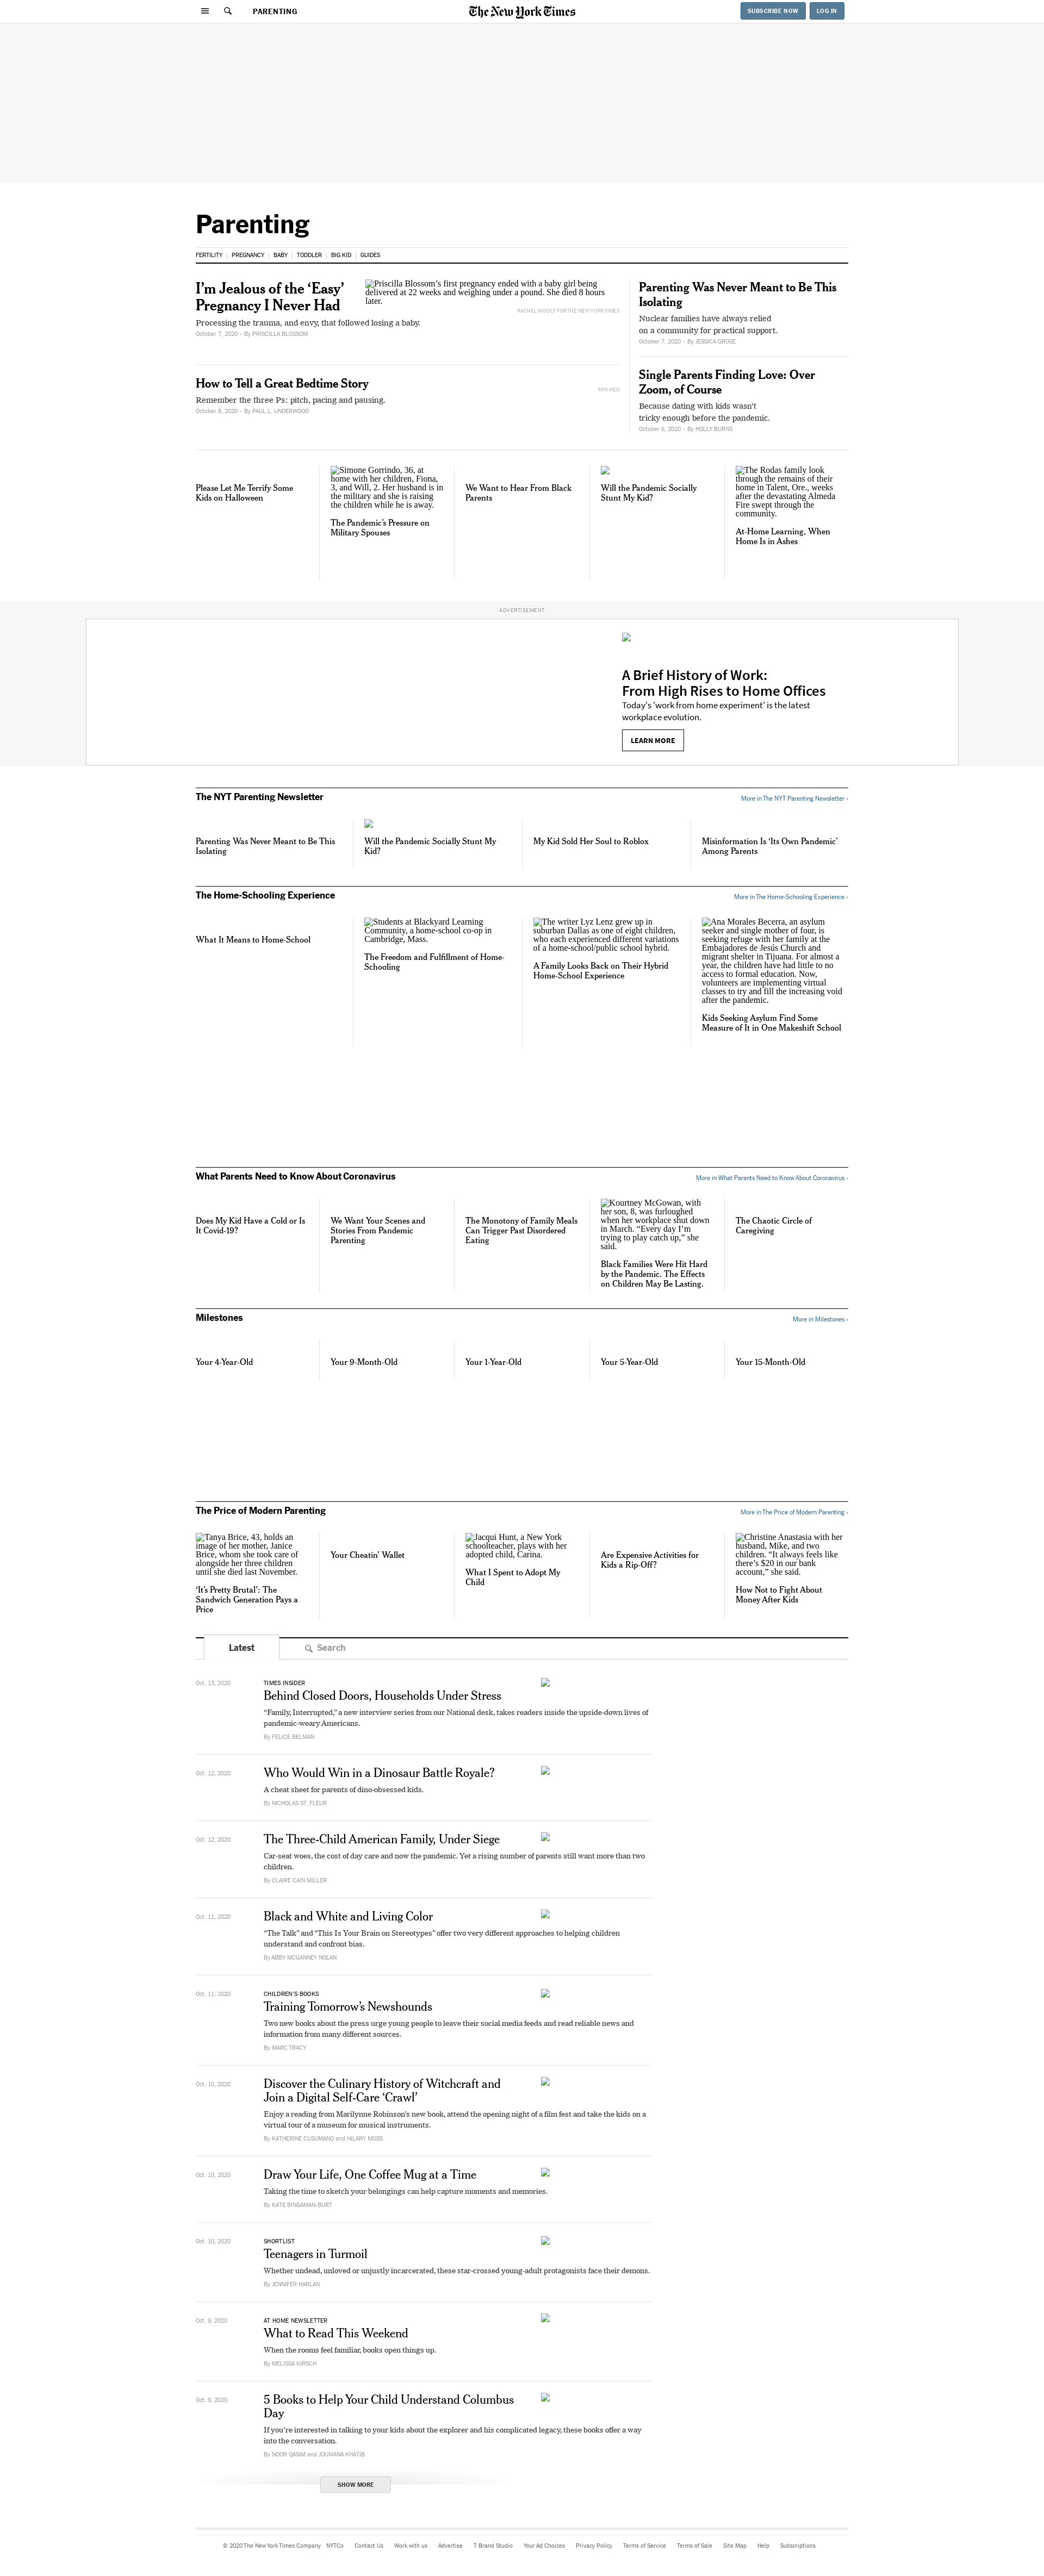 PARENTING
The New York Times
SUBSCRIBE NOW
LOG IN
Parenting
FERTILITY | PREGNANCY | BABY | TODDLER | BIG KID | GUIDES
I’m Jealous of the ‘Easy’
Pregnancy I Never Had
Processing the trauma, and envy, that followed losing a baby.
October 7, 2020 – By PRISCILLA BLOSSOM
Priscilla Blossom’s first pregnancy ended with a baby girl being
delivered at 22 weeks and weighing under a pound. She died 8 hours
later.
RACHEL WOOLF FOR THE NEW YORK TIMES
How to Tell a Great Bedtime Story
Remember the three Ps: pitch, pacing and pausing.
October 8, 2020 – By PAUL L. UNDERWOOD
MIN HEO
Parenting Was Never Meant to Be This
Isolating
Nuclear families have always relied
on a community for practical support.
October 7, 2020 – By JESSICA GROSE
Single Parents Finding Love: Over
Zoom, of Course
Because dating with kids wasn’t
tricky enough before the pandemic.
October 6, 2020 – By HOLLY BURNS
Please Let Me Terrify Some
Kids on Halloween
Simone Gorrindo, 36, at
home with her children, Fiona,
3, and Will, 2. Her husband is in
the military and she is raising
the children while he is away.
The Pandemic’s Pressure on
Military Spouses
We Want to Hear From Black
Parents
Will the Pandemic Socially
Stunt My Kid?
The Rodas family look
through the remains of their
home in Talent, Ore., weeks
after the devastating Almeda
Fire swept through the
community.
At-Home Learning, When
Home Is in Ashes
ADVERTISEMENT
A Brief History of Work:
From High Rises to Home Offices
Today's 'work from home experiment' is the latest
workplace evolution.
LEARN MORE
The NYT Parenting Newsletter
More in The NYT Parenting Newsletter ›
Parenting Was Never Meant to Be This
Isolating
Will the Pandemic Socially Stunt My
Kid?
My Kid Sold Her Soul to Roblox
Misinformation Is ‘Its Own Pandemic’
Among Parents
The Home-Schooling Experience
More in The Home-Schooling Experience ›
What It Means to Home-School
Students at Blackyard Learning
Community, a home-school co-op in
Cambridge, Mass.
The Freedom and Fulfillment of Home-
Schooling
The writer Lyz Lenz grew up in
suburban Dallas as one of eight children,
who each experienced different variations
of a home-school/public school hybrid.
A Family Looks Back on Their Hybrid
Home-School Experience
Ana Morales Becerra, an asylum
seeker and single mother of four, is
seeking refuge with her family at the
Embajadores de Jesús Church and
migrant shelter in Tijuana. For almost a
year, the children have had little to no
access to formal education. Now,
volunteers are implementing virtual
classes to try and fill the increasing void
after the pandemic.
Kids Seeking Asylum Find Some
Measure of It in One Makeshift School
What Parents Need to Know About Coronavirus
More in What Parents Need to Know About Coronavirus ›
Does My Kid Have a Cold or Is
It Covid-19?
We Want Your Scenes and
Stories From Pandemic
Parenting
The Monotony of Family Meals
Can Trigger Past Disordered
Eating
Kourtney McGowan, with
her son, 8, was furloughed
when her workplace shut down
in March. “Every day I’m
trying to play catch up,” she
said.
Black Families Were Hit Hard
by the Pandemic. The Effects
on Children May Be Lasting.
The Chaotic Circle of
Caregiving
Milestones
More in Milestones ›
Your 4-Year-Old
Your 9-Month-Old
Your 1-Year-Old
Your 5-Year-Old
Your 15-Month-Old
The Price of Modern Parenting
More in The Price of Modern Parenting ›
Tanya Brice, 43, holds an
image of her mother, Janice
Brice, whom she took care of
alongside her three children
until she died last November.
‘It’s Pretty Brutal’: The
Sandwich Generation Pays a
Price
Your Cheatin’ Wallet
Jacqui Hunt, a New York
schoolteacher, plays with her
adopted child, Carina.
What I Spent to Adopt My
Child
Are Expensive Activities for
Kids a Rip-Off?
Christine Anastasia with her
husband, Mike, and two
children. “It always feels like
there’s $20 in our bank
account,” she said.
How Not to Fight About
Money After Kids
Latest
Search
Oct. 13, 2020
TIMES INSIDER
Behind Closed Doors, Households Under Stress
“Family, Interrupted,” a new interview series from our National desk, takes readers inside the upside-down lives of
pandemic-weary Americans.
By FELICE BELMAN
Oct. 12, 2020
Who Would Win in a Dinosaur Battle Royale?
A cheat sheet for parents of dino-obsessed kids.
By NICHOLAS ST. FLEUR
Oct. 12, 2020
The Three-Child American Family, Under Siege
Car-seat woes, the cost of day care and now the pandemic. Yet a rising number of parents still want more than two
children.
By CLAIRE CAIN MILLER
Oct. 11, 2020
Black and White and Living Color
“The Talk” and “This Is Your Brain on Stereotypes” offer two very different approaches to helping children
understand and confront bias.
By ABBY MCGANNEY NOLAN
Oct. 11, 2020
CHILDREN’S BOOKS
Training Tomorrow’s Newshounds
Two new books about the press urge young people to leave their social media feeds and read reliable news and
information from many different sources.
By MARC TRACY
Oct. 10, 2020
Discover the Culinary History of Witchcraft and
Join a Digital Self-Care ‘Crawl’
Enjoy a reading from Marilynne Robinson’s new book, attend the opening night of a film fest and take the kids on a
virtual tour of a museum for musical instruments.
By KATHERINE CUSUMANO and HILARY MOSS
Oct. 10, 2020
Draw Your Life, One Coffee Mug at a Time
Taking the time to sketch your belongings can help capture moments and memories.
By KATE BINGAMAN-BURT
Oct. 10, 2020
SHORTLIST
Teenagers in Turmoil
Whether undead, unloved or unjustly incarcerated, these star-crossed young-adult protagonists face their demons.
By JENNIFER HARLAN
Oct. 9, 2020
AT HOME NEWSLETTER
What to Read This Weekend
When the rooms feel familiar, books open things up.
By MELISSA KIRSCH
Oct. 9, 2020
5 Books to Help Your Child Understand Columbus
Day
If you’re interested in talking to your kids about the explorer and his complicated legacy, these books offer a way
into the conversation.
By NOOR QASIM and JOUMANA KHATIB
SHOW MORE
© 2020 The New York Times Company NYTCo Contact Us Work with us Advertise T Brand Studio Your Ad Choices Privacy Policy Terms of Service Terms of Sale Site Map Help Subscriptions